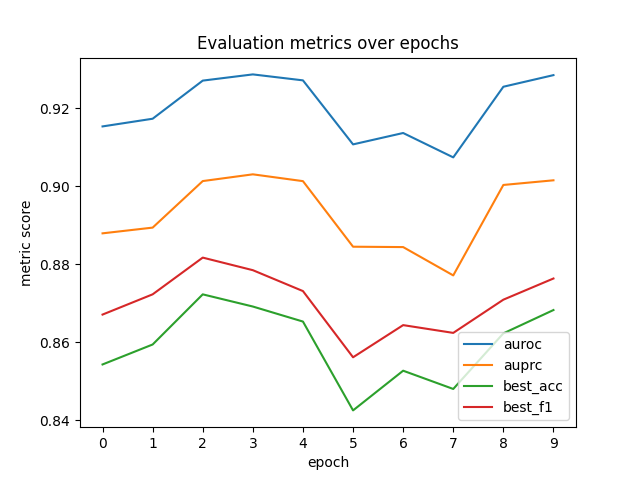 Evaluation metrics over epochs
metric score
0.92
0.90
0.88
0.86
0.84
auroc
auprc
best_acc
best_f1
0 1 2 3 4 5 6 7 8 9
epoch